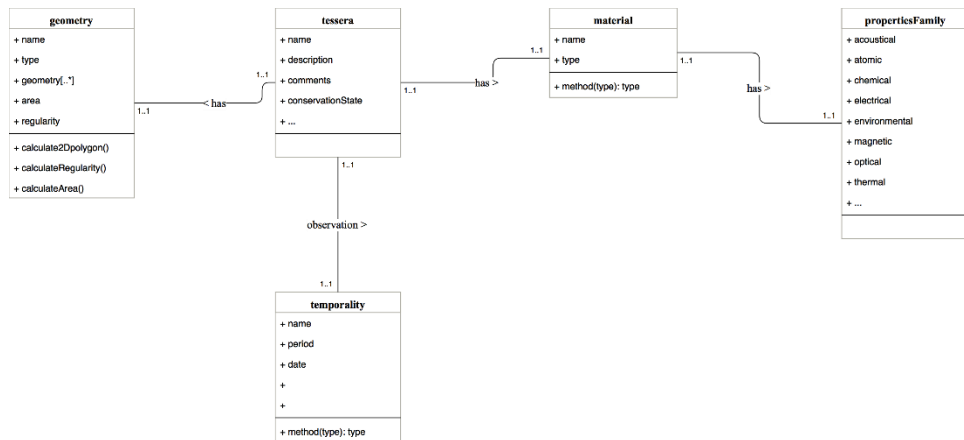 geometry
+ name
+ type
+ geometry[..*]
+ area
+ regularity
+ calculate2Dpolygon()
+ calculateRegularity()
+ calculateArea()
1..1
< has
1..1
tessera
+ name
+ description
+ comments
+ conservationState
+ ...
1..1
has >
1..1
material
+ name
+ type
+ method(type): type
1..1
has >
1..1
propertiesFamily
+ acoustical
+ atomic
+ chemical
+ electrical
+ environmental
+ magnetic
+ optical
+ thermal
+ ...
1..1
observation >
1..1
temporality
+ name
+ period
+ date
+
+
+ method(type): type